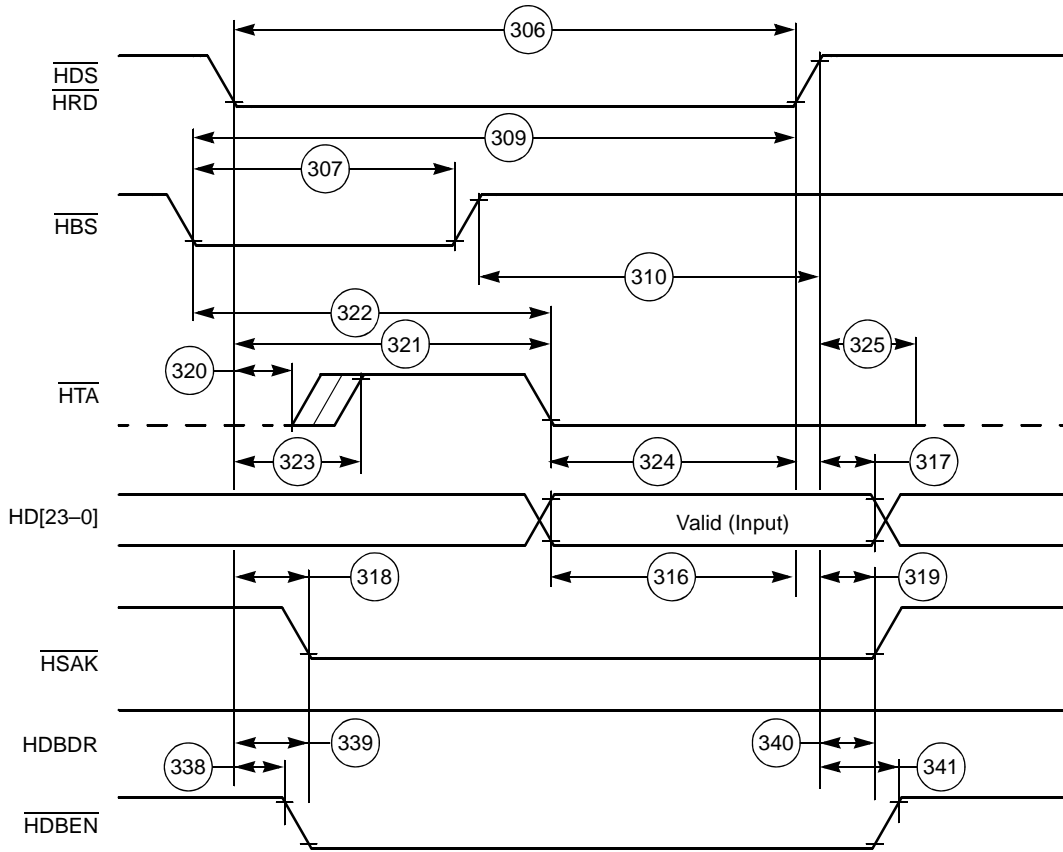 306
HDS
HRD
309
307
HBS
310
322
321
325
320
HTA
323
324
317
HD[23–0]
Valid (Input)
318
316
319
HSAK
HDBDR
339
340
338
341
HDBEN